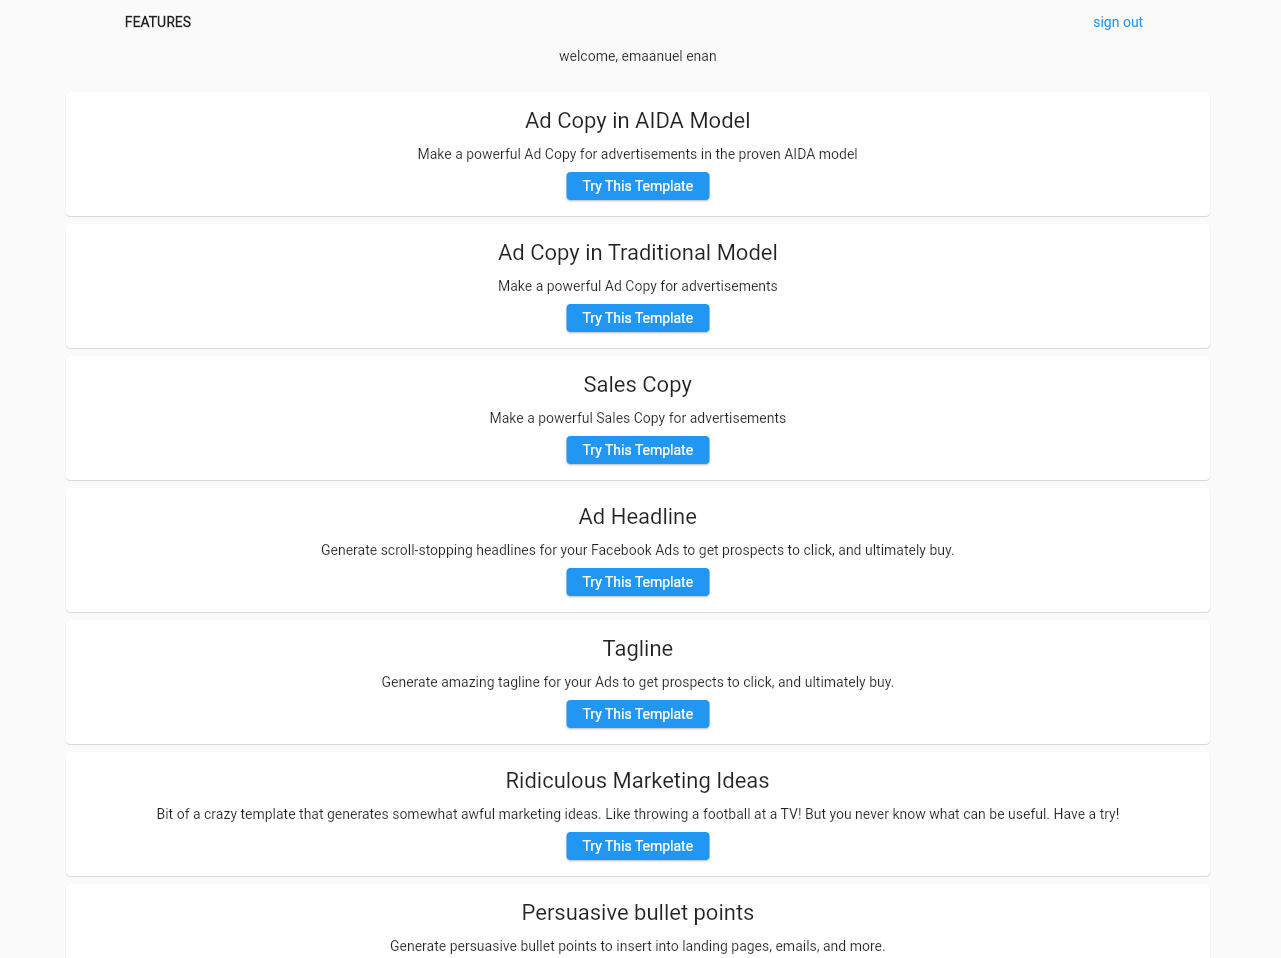 FEATURES
sign out
welcome, emaanuel enan
Ad Copy in AIDA Model
Make a powerful Ad Copy for advertisements in the proven AIDA model
Try This Template
Ad Copy in Traditional Model
Make a powerful Ad Copy for advertisements
Try This Template
Sales Copy
Make a powerful Sales Copy for advertisements
Try This Template
Ad Headline
Generate scroll-stopping headlines for your Facebook Ads to get prospects to click, and ultimately buy.
Try This Template
Tagline
Generate amazing tagline for your Ads to get prospects to click, and ultimately buy.
Try This Template
Ridiculous Marketing Ideas
Bit of a crazy template that generates somewhat awful marketing ideas. Like throwing a football at a TV! But you never know what can be useful. Have a try!
Try This Template
Persuasive bullet points
Generate persuasive bullet points to insert into landing pages, emails, and more.